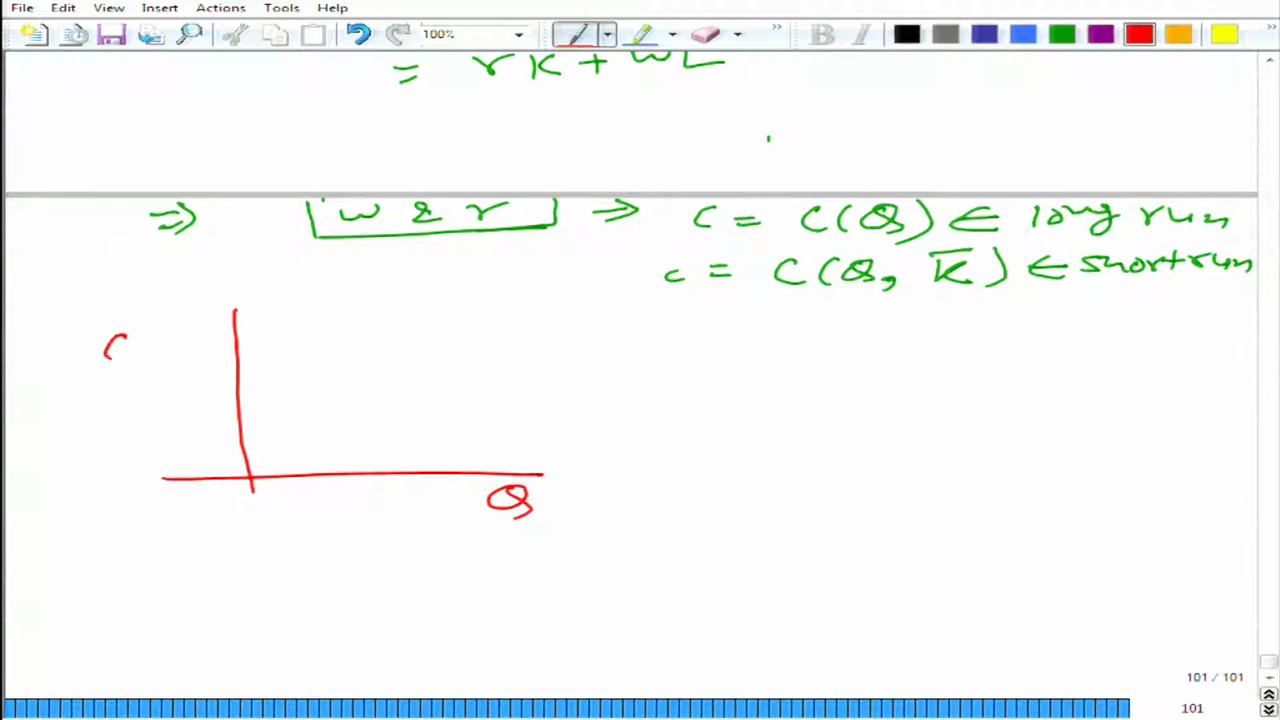 File Edit View Insert Actions Tools Help
100%
= rK + wL
⇒ w & r ⇒ C = C(Q) ← long run
c = C(Q, K̅) ← short run
C
Q
101 / 101
101